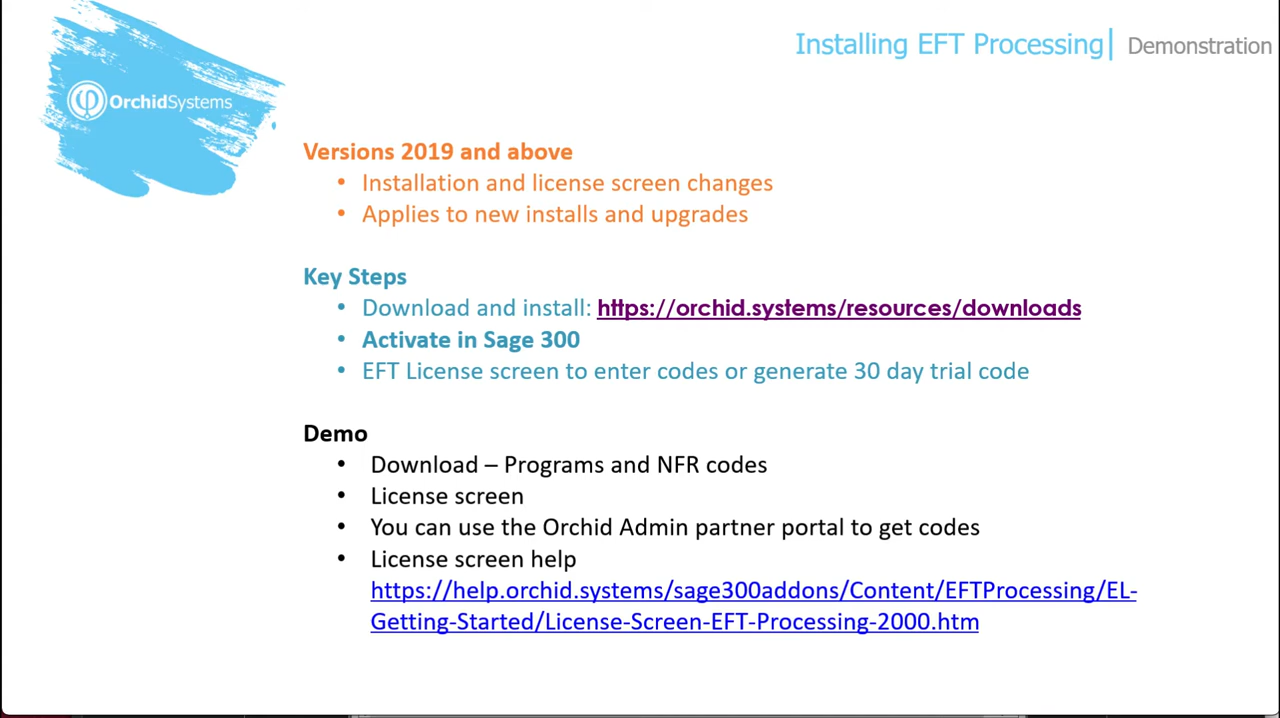 Installing EFT Processing| Demonstration
OrchidSystems
Versions 2019 and above
• Installation and license screen changes
• Applies to new installs and upgrades
Key Steps
• Download and install: https://orchid.systems/resources/downloads
• Activate in Sage 300
• EFT License screen to enter codes or generate 30 day trial code
Demo
• Download – Programs and NFR codes
• License screen
• You can use the Orchid Admin partner portal to get codes
• License screen help
https://help.orchid.systems/sage300addons/Content/EFTProcessing/EL-
Getting-Started/License-Screen-EFT-Processing-2000.htm